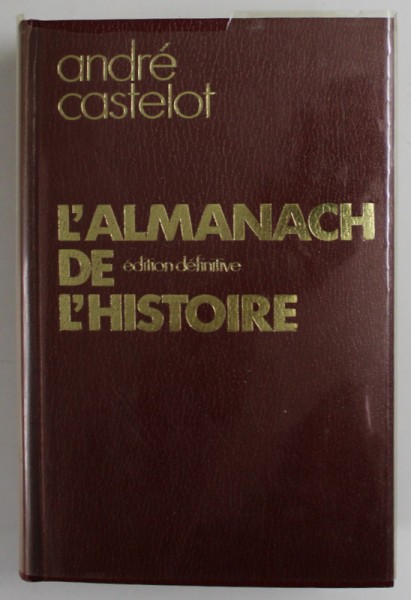 andré
castelot
L'ALMANACH
DE édition définitive
L'HISTOIRE